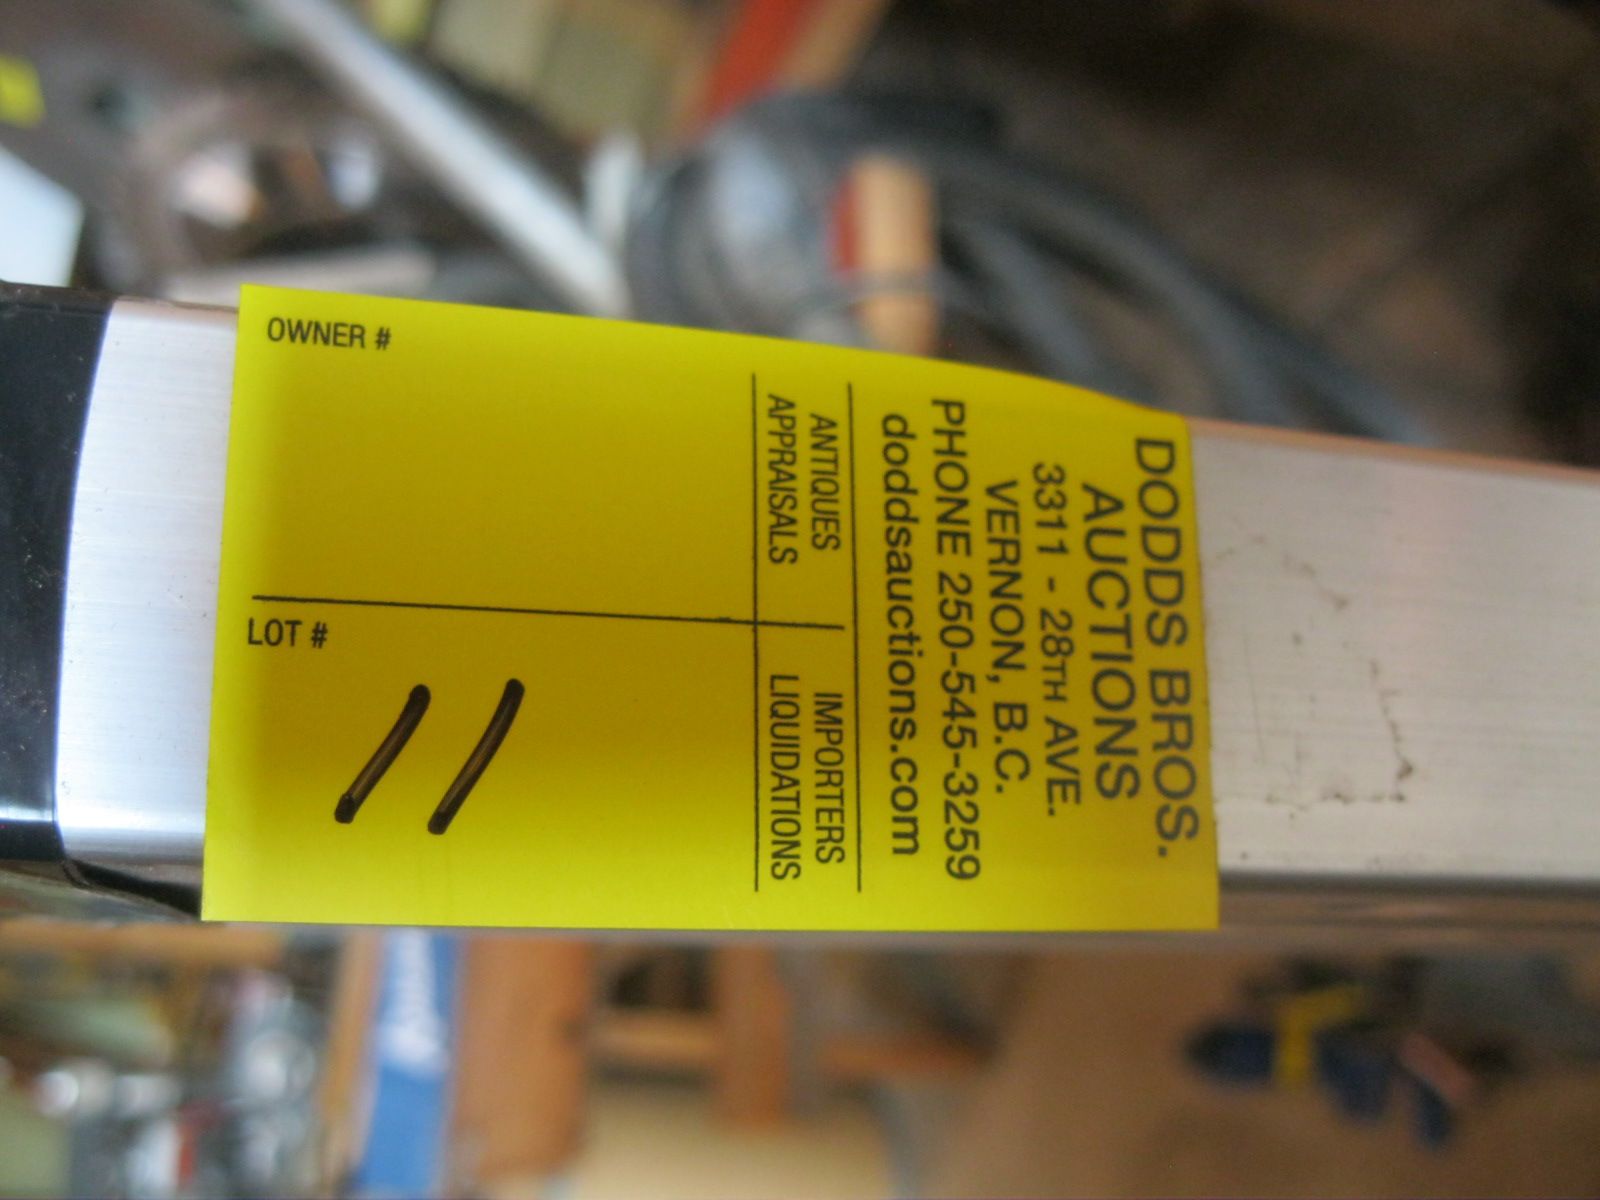 DODDS BROS.
AUCTIONS
3311 - 28TH AVE.
VERNON, B.C.
PHONE 250-545-3259
doddsauctions.com
ANTIQUES IMPORTERS
APPRAISALS LIQUIDATIONS
OWNER #
LOT #
11